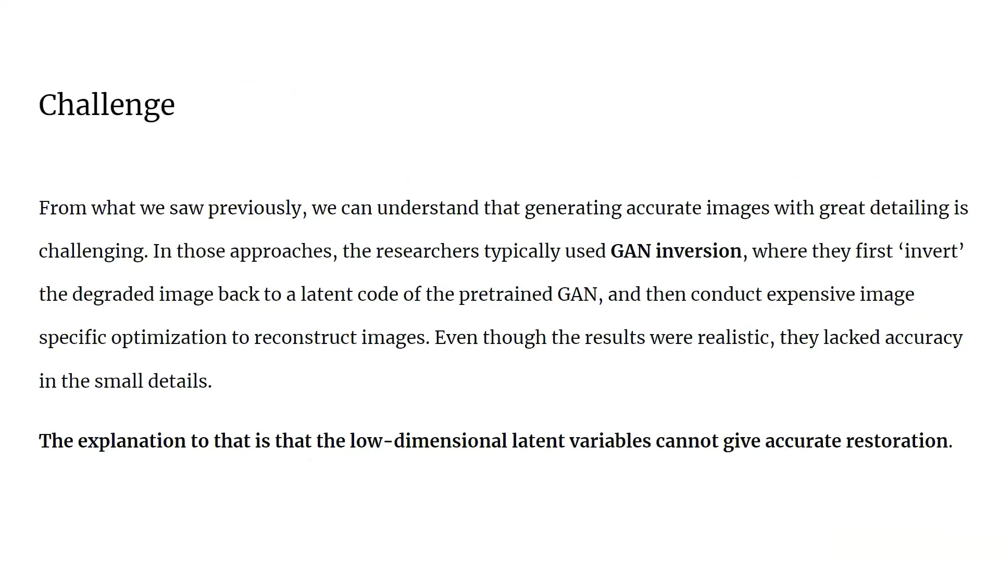 Challenge
From what we saw previously, we can understand that generating accurate images with great detailing is
challenging. In those approaches, the researchers typically used GAN inversion, where they first ‘invert’
the degraded image back to a latent code of the pretrained GAN, and then conduct expensive image
specific optimization to reconstruct images. Even though the results were realistic, they lacked accuracy
in the small details.
The explanation to that is that the low-dimensional latent variables cannot give accurate restoration.